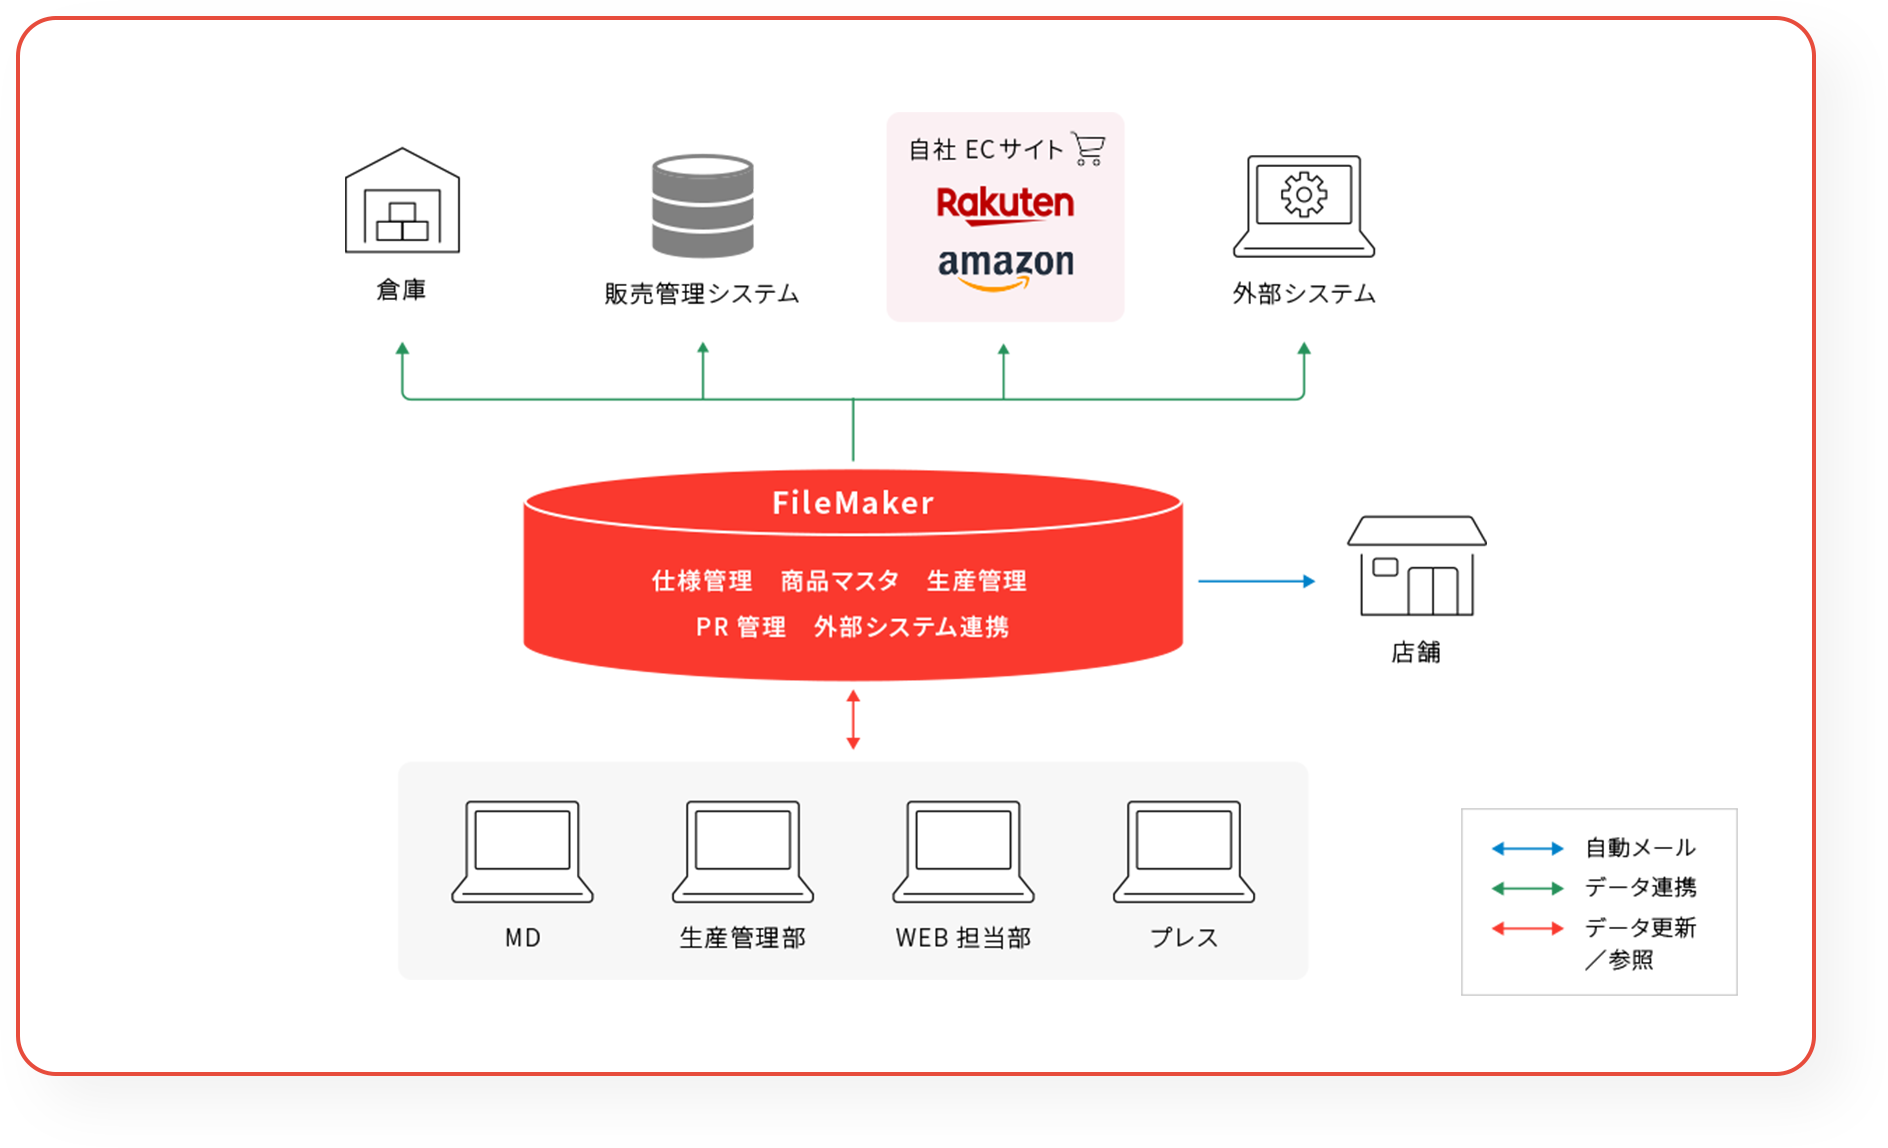 自社 ECサイト
Rakuten
amazon
倉庫
販売管理システム
外部システム
FileMaker
仕様管理 商品マスタ 生産管理
PR 管理 外部システム連携
店舗
MD
生産管理部
WEB 担当部
プレス
自動メール
データ連携
データ更新
／参照